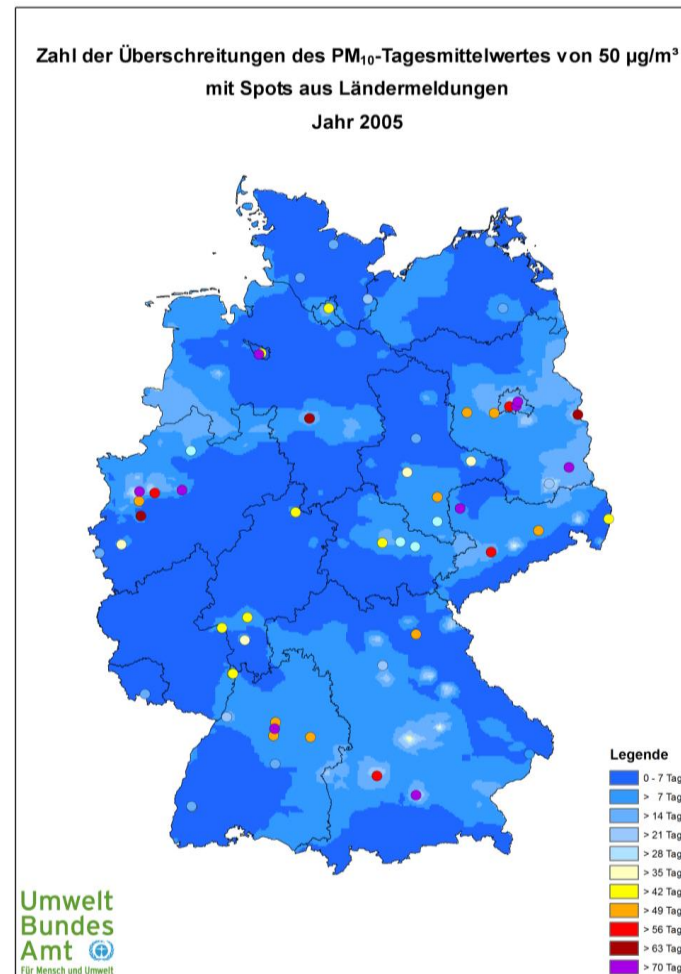 Zahl der Überschreitungen des PM₁₀-Tagesmittelwertes von 50 µg/m³
mit Spots aus Ländermeldungen
Jahr 2005
Legende
0 - 7 Tag
> 7 Tag
> 14 Tag
> 21 Tag
> 28 Tag
> 35 Tag
> 42 Tag
> 49 Tag
> 56 Tag
> 63 Tag
> 70 Tag
Umwelt
Bundes
Amt
Für Mensch und Umwelt